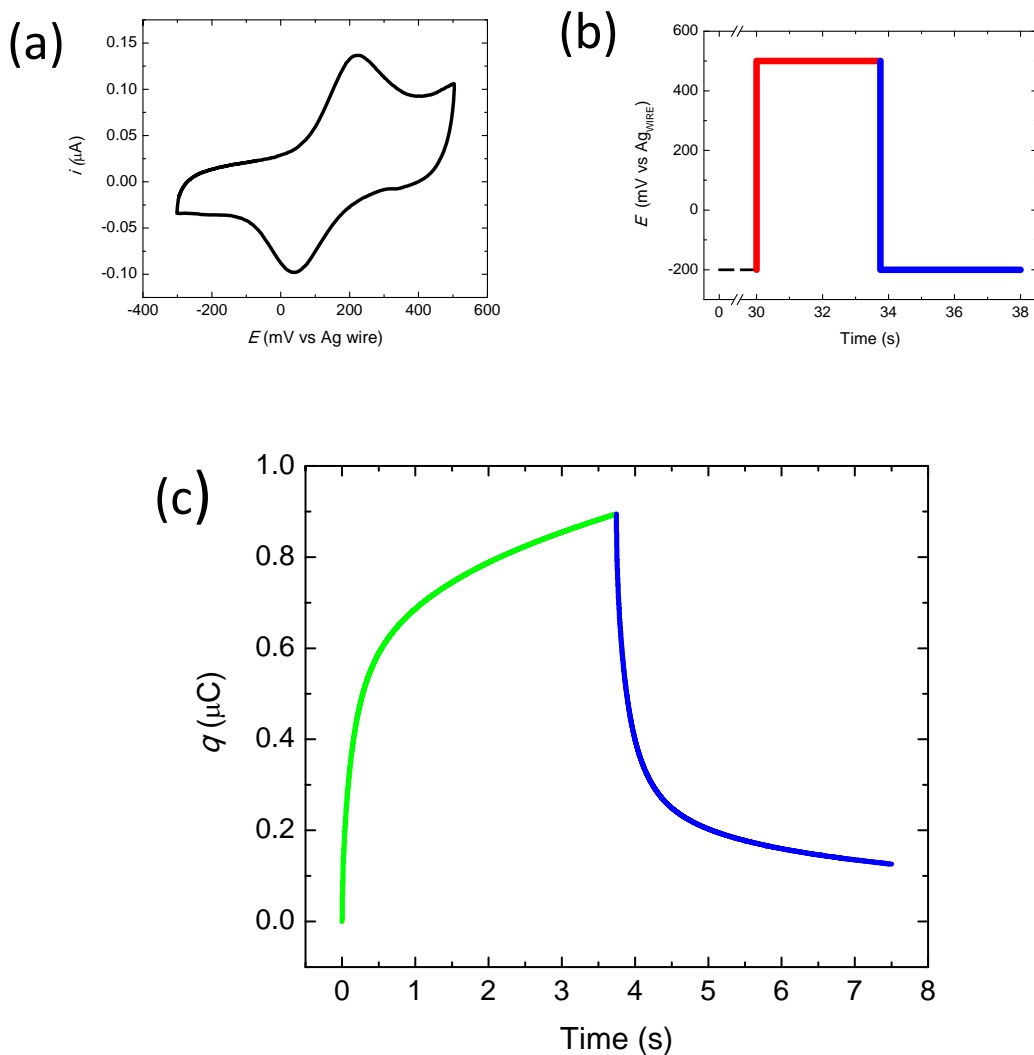 (a)
0.15
0.10
0.05
0.00
-0.05
-0.10
i (μA)
-400 -200 0 200 400 600
E (mV vs Ag wire)
(b)
600
400
200
0
-200
E (mV vs Ag_WIRE)
0 30 32 34 36 38
Time (s)
(c)
1.0
0.8
0.6
0.4
0.2
0.0
q (μC)
0 1 2 3 4 5 6 7 8
Time (s)